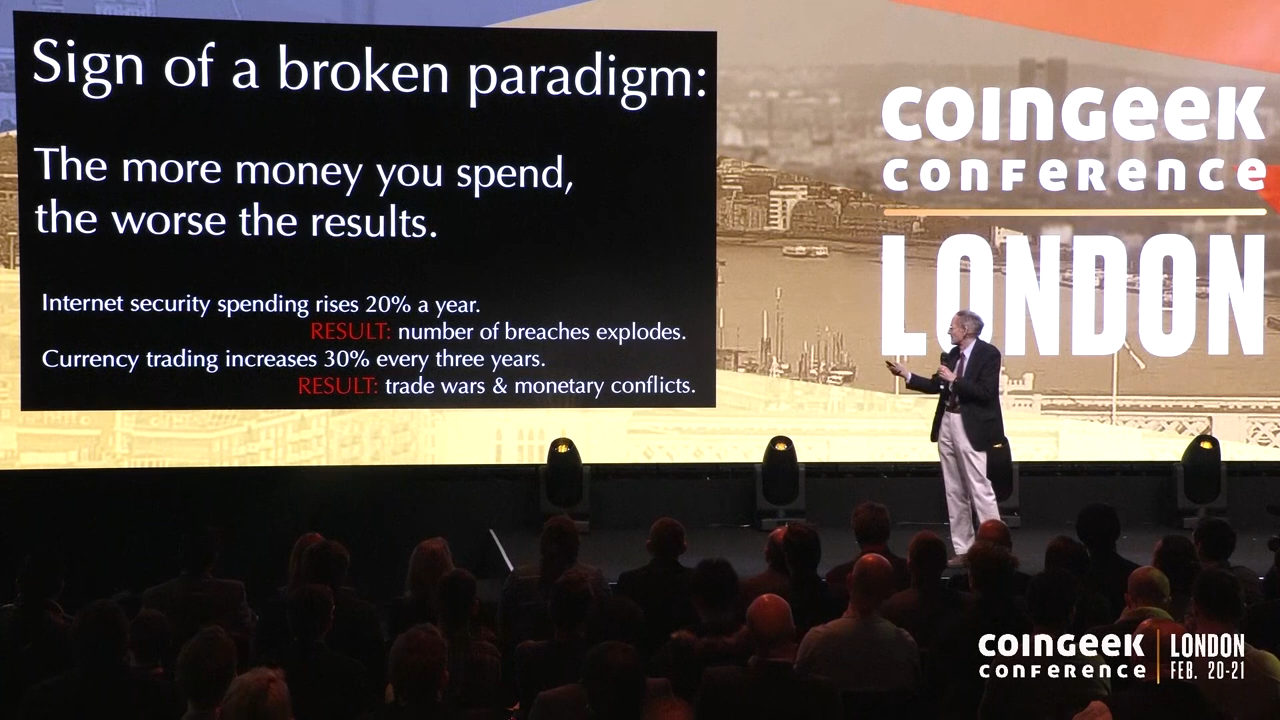 Sign of a broken paradigm:
The more money you spend,
the worse the results.
Internet security spending rises 20% a year.
RESULT: number of breaches explodes.
Currency trading increases 30% every three years.
RESULT: trade wars & monetary conflicts.
COINGEEK
CONFERENCE
LONDON
COINGEEK
CONFERENCE
LONDON
FEB. 20-21